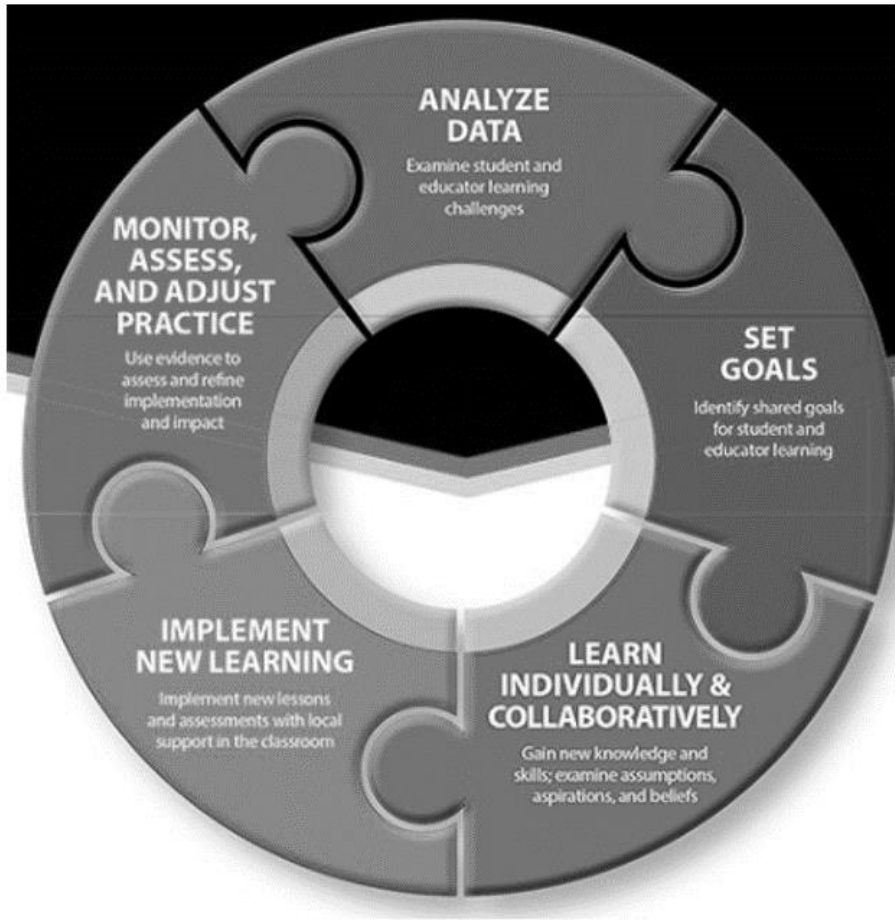 ANALYZE
DATA
Examine student and
educator learning
challenges
SET
GOALS
Identify shared goals
for student and
educator learning
LEARN
INDIVIDUALLY &
COLLABORATIVELY
Gain new knowledge and
skills; examine assumptions,
aspirations, and beliefs
IMPLEMENT
NEW LEARNING
Implement new lessons
and assessments with local
support in the classroom
MONITOR,
ASSESS,
AND ADJUST
PRACTICE
Use evidence to
assess and refine
implementation
and impact